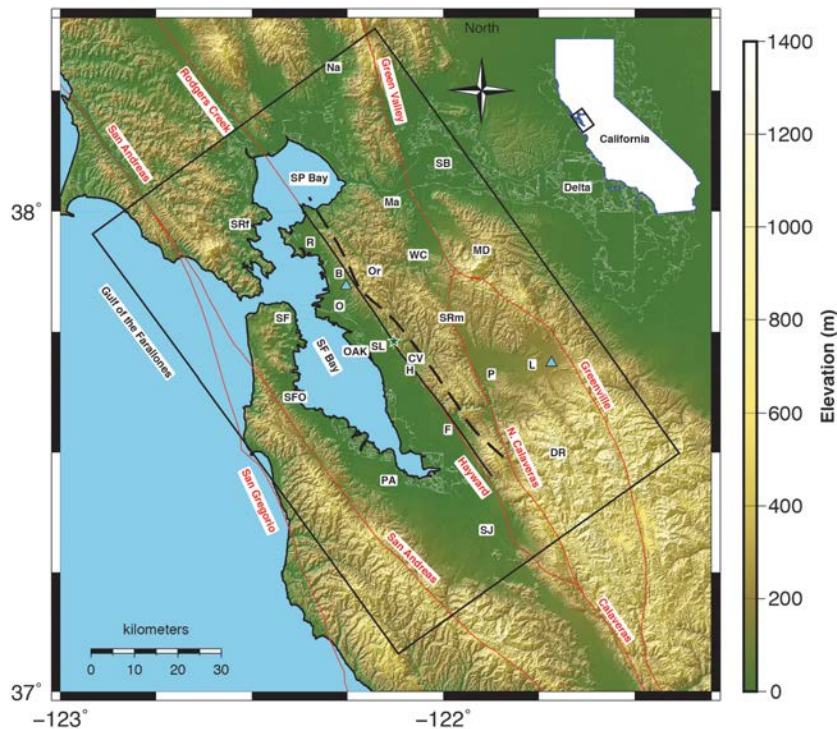 North
Na
Rodgers Creek
Green Valley
San Andreas
California
SB
Delta
SP Bay
Ma
38˚
SRf
R
WC
MD
B
Or
Gulf of the Farallones
O
SF
SRm
SF Bay
OAK
SL
CV
H
P
L
Greenville
SFO
F
N. Calaveras
Hayward
DR
San Gregorio
PA
SJ
San Andreas
Calaveras
kilometers
0 10 20 30
37˚
−123˚
−122˚
1400
1200
1000
800
600
400
200
0
Elevation (m)